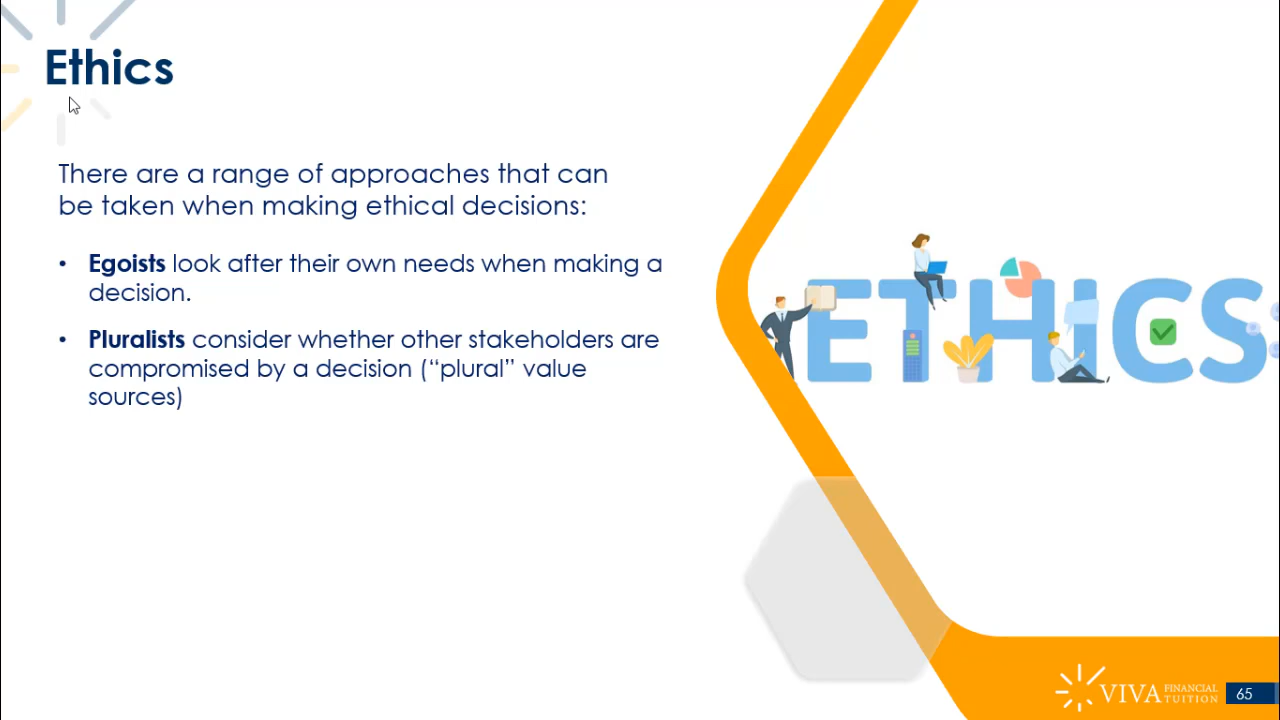 Ethics
There are a range of approaches that can
be taken when making ethical decisions:
• Egoists look after their own needs when making a
decision.
• Pluralists consider whether other stakeholders are
compromised by a decision (“plural” value
sources)
ETHICS
VIVA FINANCIAL TUITION
65